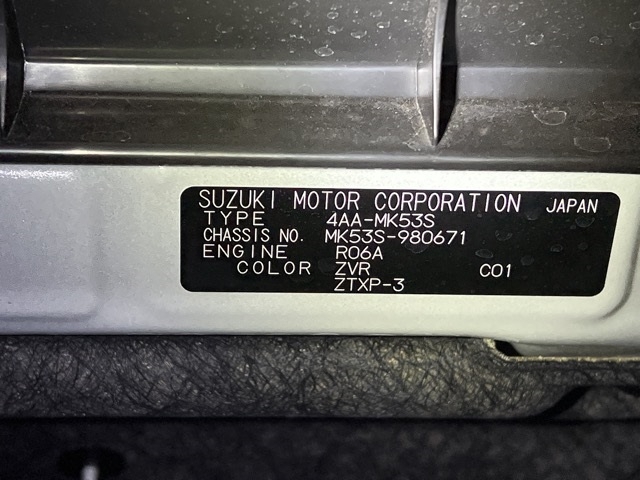 SUZUKI MOTOR CORPORATION JAPAN
TYPE 4AA-MK53S
CHASSIS NO. MK53S-980671
ENGINE R06A
COLOR ZVR C01
ZTXP-3